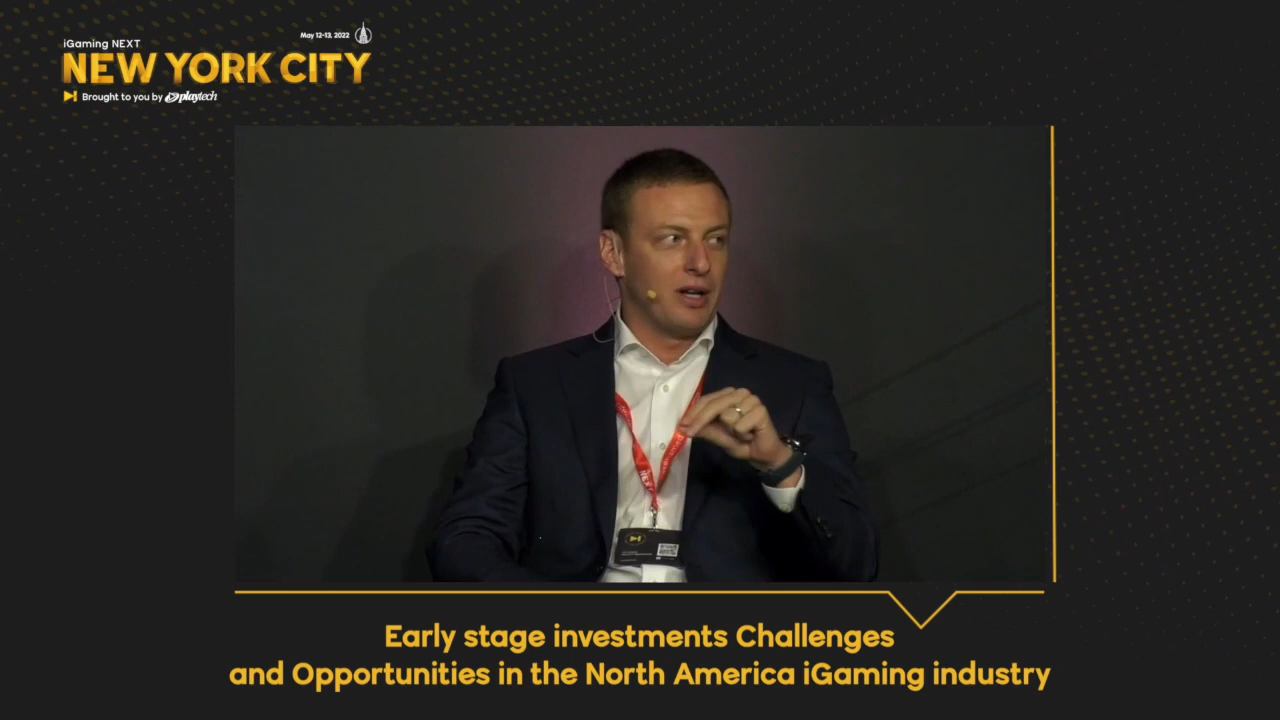 May 12-13, 2022
iGaming NEXT
NEW YORK CITY
Brought to you by playtech
Early stage investments Challenges
and Opportunities in the North America iGaming industry